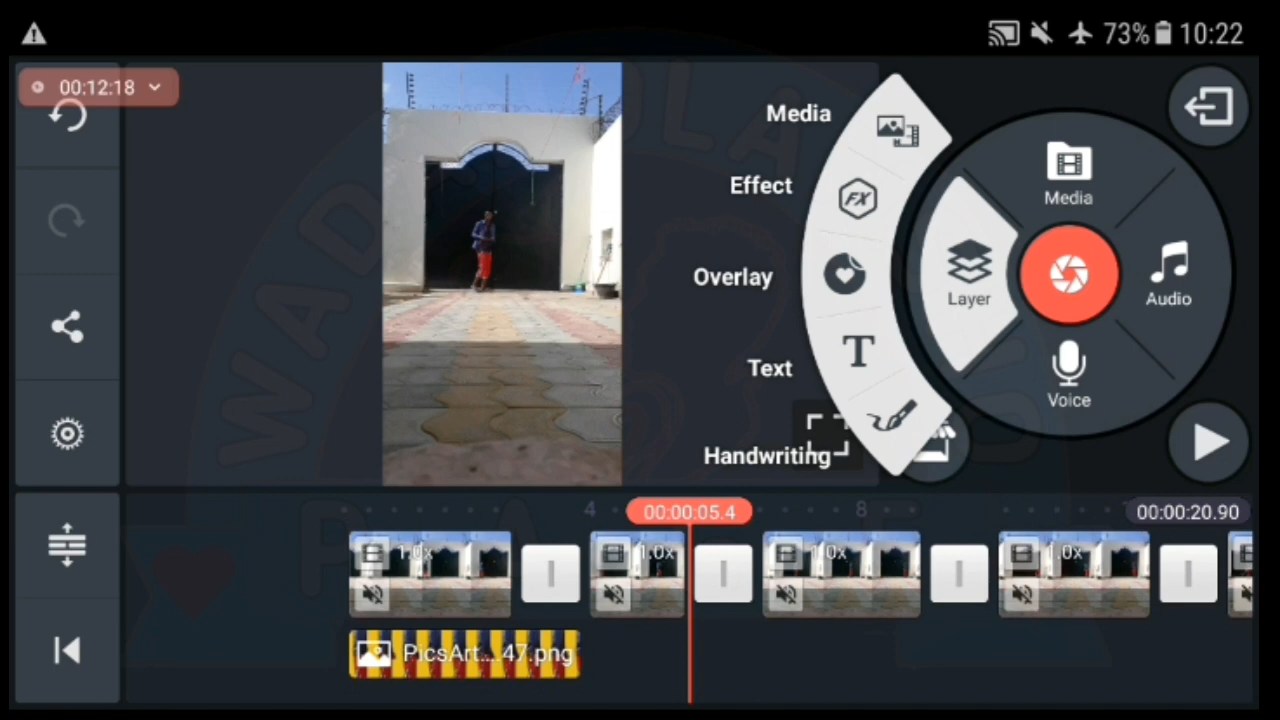 73% 10:22
00:12:18
Media
Effect
Overlay
Text
Handwriting
Media
Layer
Audio
Voice
4
00:00:05.4
8
00:00:20.90
1.0x
1.0x
1.0x
1.0x
PicsArt....47.png
FX
T